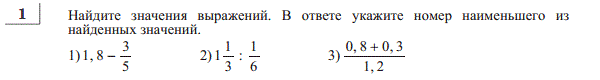 1 Найдите значения выражений. В ответе укажите номер наименьшего из
найденных значений.
1) 1,8 − 3/5 2) 1 1/3 : 1/6 3) (0,8 + 0,3)/1,2